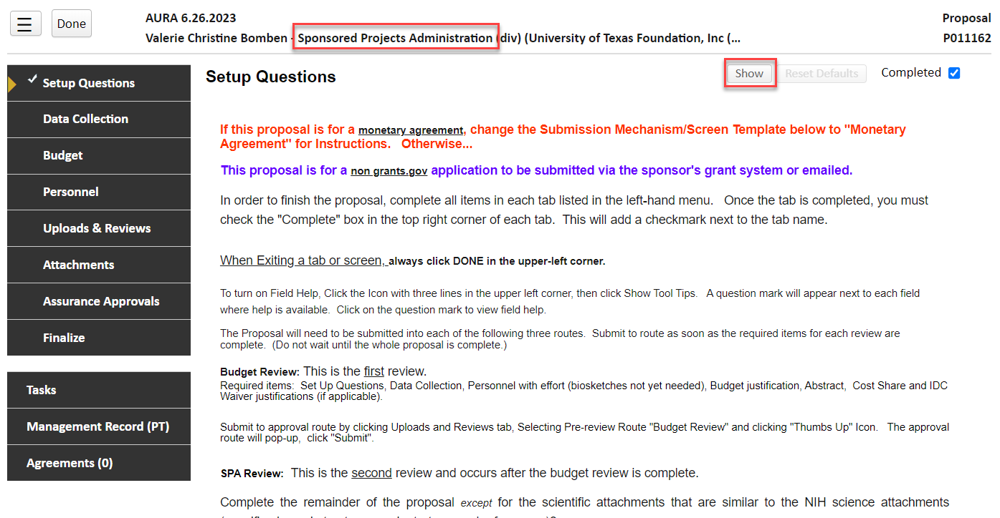 Done
AURA 6.26.2023
Valerie Christine Bomben - Sponsored Projects Administration (div) (University of Texas Foundation, Inc (...
Proposal
P011162
Setup Questions
Data Collection
Budget
Personnel
Uploads & Reviews
Attachments
Assurance Approvals
Finalize
Tasks
Management Record (PT)
Agreements (0)
Setup Questions
Show
Reset Defaults
Completed
If this proposal is for a monetary agreement, change the Submission Mechanism/Screen Template below to "Monetary
Agreement" for Instructions. Otherwise...
This proposal is for a non grants.gov application to be submitted via the sponsor's grant system or emailed.
In order to finish the proposal, complete all items in each tab listed in the left-hand menu. Once the tab is completed, you must
check the "Complete" box in the top right corner of each tab. This will add a checkmark next to the tab name.
When Exiting a tab or screen, always click DONE in the upper-left corner.
To turn on Field Help, Click the Icon with three lines in the upper left corner, then click Show Tool Tips. A question mark will appear next to each field
where help is available. Click on the question mark to view field help.
The Proposal will need to be submitted into each of the following three routes. Submit to route as soon as the required items for each review are
complete. (Do not wait until the whole proposal is complete.)
Budget Review: This is the first review.
Required items: Set Up Questions, Data Collection, Personnel with effort (biosketches not yet needed), Budget justification, Abstract, Cost Share and IDC
Waiver justifications (if applicable).
Submit to approval route by clicking Uploads and Reviews tab, Selecting Pre-review Route "Budget Review" and clicking "Thumbs Up" Icon. The approval
route will pop-up, click "Submit".
SPA Review: This is the second review and occurs after the budget review is complete.
Complete the remainder of the proposal except for the scientific attachments that are similar to the NIH science attachments